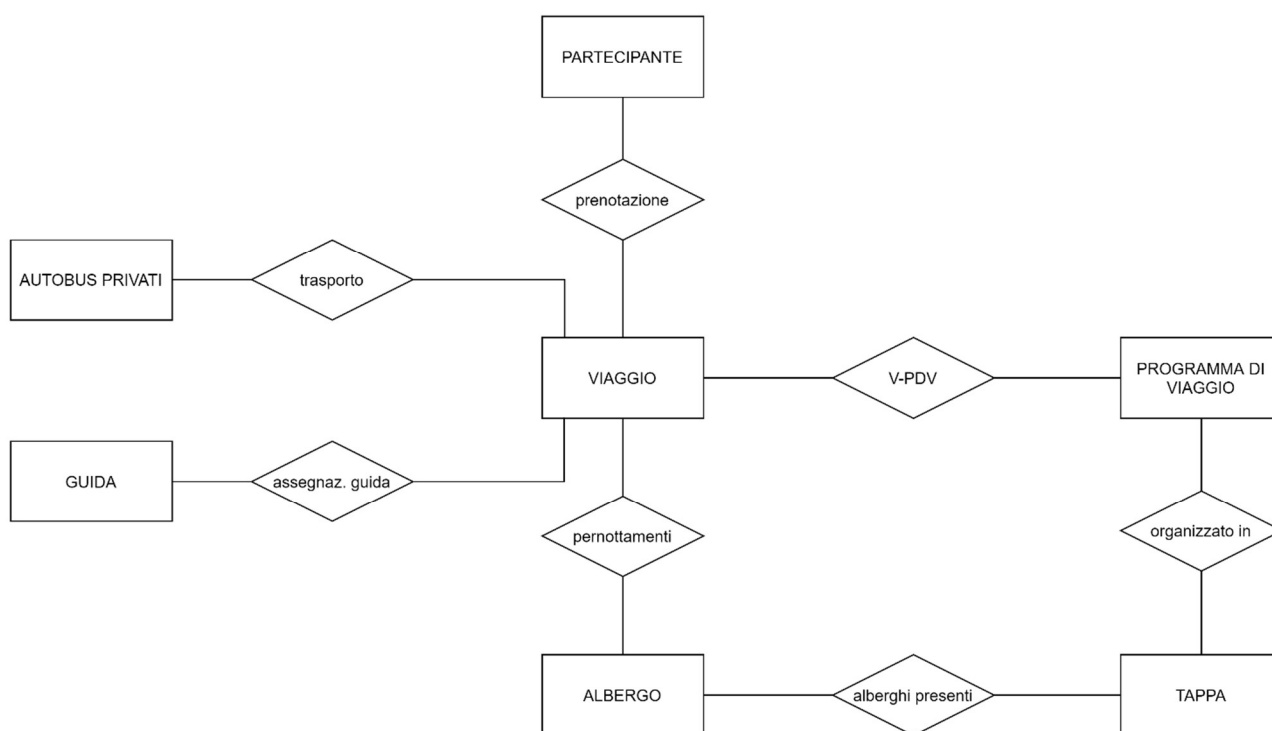 PARTECIPANTE
prenotazione
AUTOBUS PRIVATI
trasporto
VIAGGIO
V-PDV
PROGRAMMA DI
VIAGGIO
GUIDA
assegnaz. guida
pernottamenti
organizzato in
ALBERGO
alberghi presenti
TAPPA